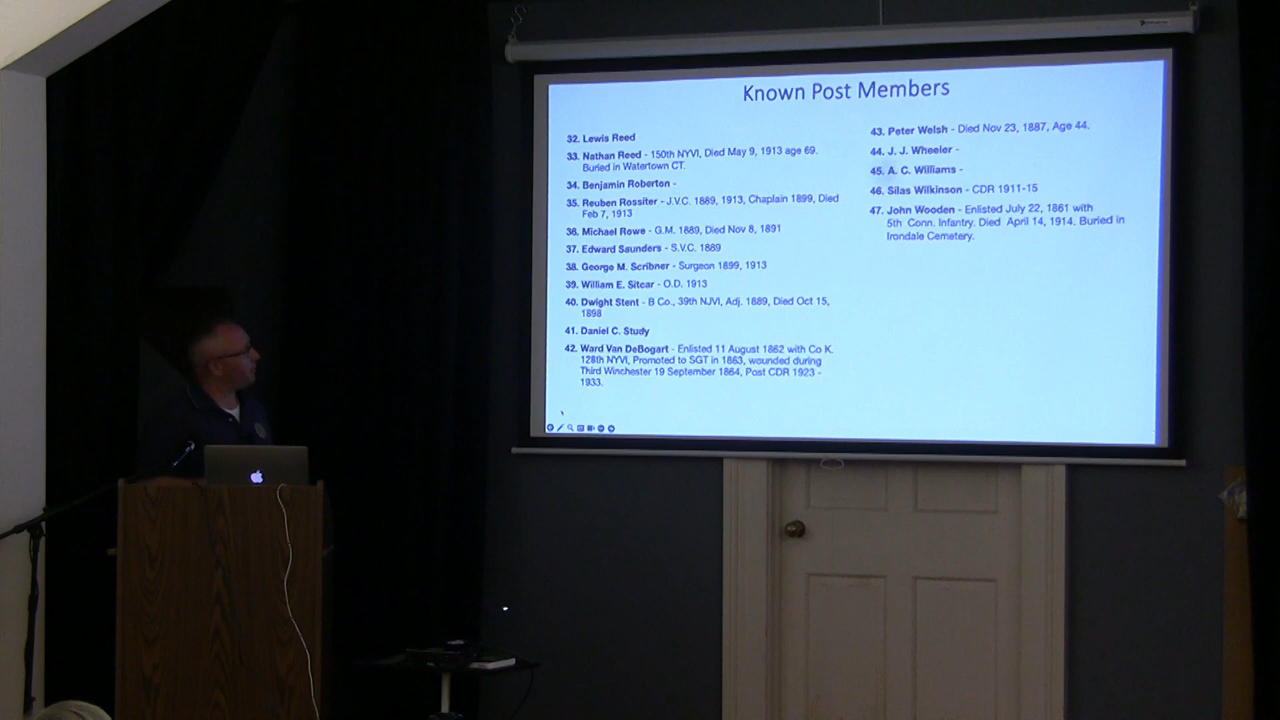 Known Post Members
32. Lewis Reed
33. Nathan Reed - 150th NYVI, Died May 9, 1913 age 69.
Buried in Watertown CT.
34. Benjamin Roberton -
35. Reuben Rossiter - J.V.C. 1889, 1913, Chaplain 1899, Died
Feb 7, 1913
36. Michael Rowe - G.M. 1889, Died Nov 8, 1891
37. Edward Saunders - S.V.C. 1889
38. George M. Scribner - Surgeon 1899, 1913
39. William E. Sitcar - O.D. 1913
40. Dwight Stent - B Co., 39th NJVI, Adj. 1889, Died Oct 15,
1898
41. Daniel C. Study
42. Ward Van DeBogart - Enlisted 11 August 1862 with Co K.
128th NYVI, Promoted to SGT in 1863, wounded during
Third Winchester 19 September 1864, Post CDR 1923 -
1933.
43. Peter Welsh - Died Nov 23, 1887, Age 44.
44. J. J. Wheeler -
45. A. C. Williams -
46. Silas Wilkinson - CDR 1911-15
47. John Wooden - Enlisted July 22, 1861 with
5th Conn. Infantry. Died April 14, 1914. Buried in
Irondale Cemetery.